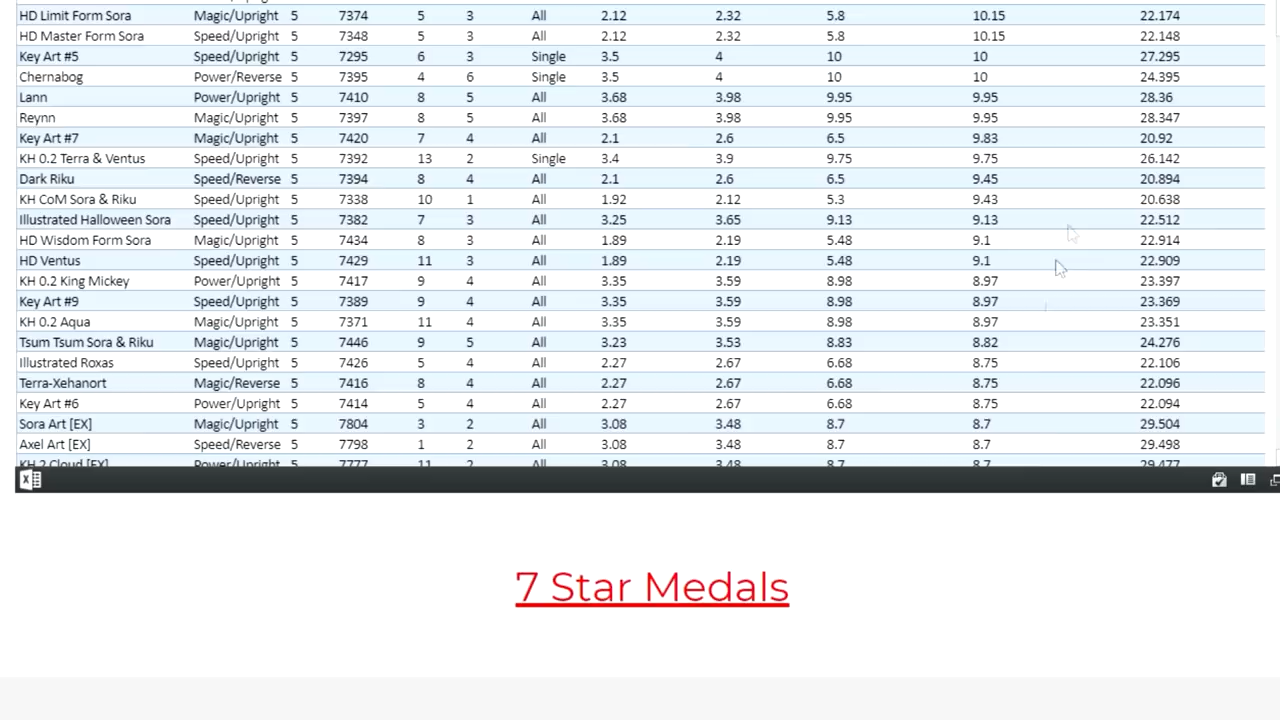 HD Limit Form Sora Magic/Upright 5 7374 5 3 All 2.12 2.32 5.8 10.15 22.174
HD Master Form Sora Speed/Upright 5 7348 5 3 All 2.12 2.32 5.8 10.15 22.148
Key Art #5 Speed/Upright 5 7295 6 3 Single 3.5 4 10 10 27.295
Chernabog Power/Reverse 5 7395 4 6 Single 3.5 4 10 10 24.395
Lann Power/Upright 5 7410 8 5 All 3.68 3.98 9.95 9.95 28.36
Reynn Magic/Upright 5 7397 8 5 All 3.68 3.98 9.95 9.95 28.347
Key Art #7 Magic/Upright 5 7420 7 4 All 2.1 2.6 6.5 9.83 20.92
KH 0.2 Terra & Ventus Speed/Upright 5 7392 13 2 Single 3.4 3.9 9.75 9.75 26.142
Dark Riku Speed/Reverse 5 7394 8 4 All 2.1 2.6 6.5 9.45 20.894
KH CoM Sora & Riku Speed/Upright 5 7338 10 1 All 1.92 2.12 5.3 9.43 20.638
Illustrated Halloween Sora Speed/Upright 5 7382 7 3 All 3.25 3.65 9.13 9.13 22.512
HD Wisdom Form Sora Magic/Upright 5 7434 8 3 All 1.89 2.19 5.48 9.1 22.914
HD Ventus Speed/Upright 5 7429 11 3 All 1.89 2.19 5.48 9.1 22.909
KH 0.2 King Mickey Power/Upright 5 7417 9 4 All 3.35 3.59 8.98 8.97 23.397
Key Art #9 Speed/Upright 5 7389 9 4 All 3.35 3.59 8.98 8.97 23.369
KH 0.2 Aqua Magic/Upright 5 7371 11 4 All 3.35 3.59 8.98 8.97 23.351
Tsum Tsum Sora & Riku Magic/Upright 5 7446 9 5 All 3.23 3.53 8.83 8.82 24.276
Illustrated Roxas Speed/Upright 5 7426 5 4 All 2.27 2.67 6.68 8.75 22.106
Terra-Xehanort Magic/Reverse 5 7416 8 4 All 2.27 2.67 6.68 8.75 22.096
Key Art #6 Power/Upright 5 7414 5 4 All 2.27 2.67 6.68 8.75 22.094
Sora Art [EX] Magic/Upright 5 7804 3 2 All 3.08 3.48 8.7 8.7 29.504
Axel Art [EX] Speed/Reverse 5 7798 1 2 All 3.08 3.48 8.7 8.7 29.498
KH 2 Cloud [EX] Power/Upright 5 7777 11 2 All 3.08 3.48 8.7 8.7 29.477
7 Star Medals